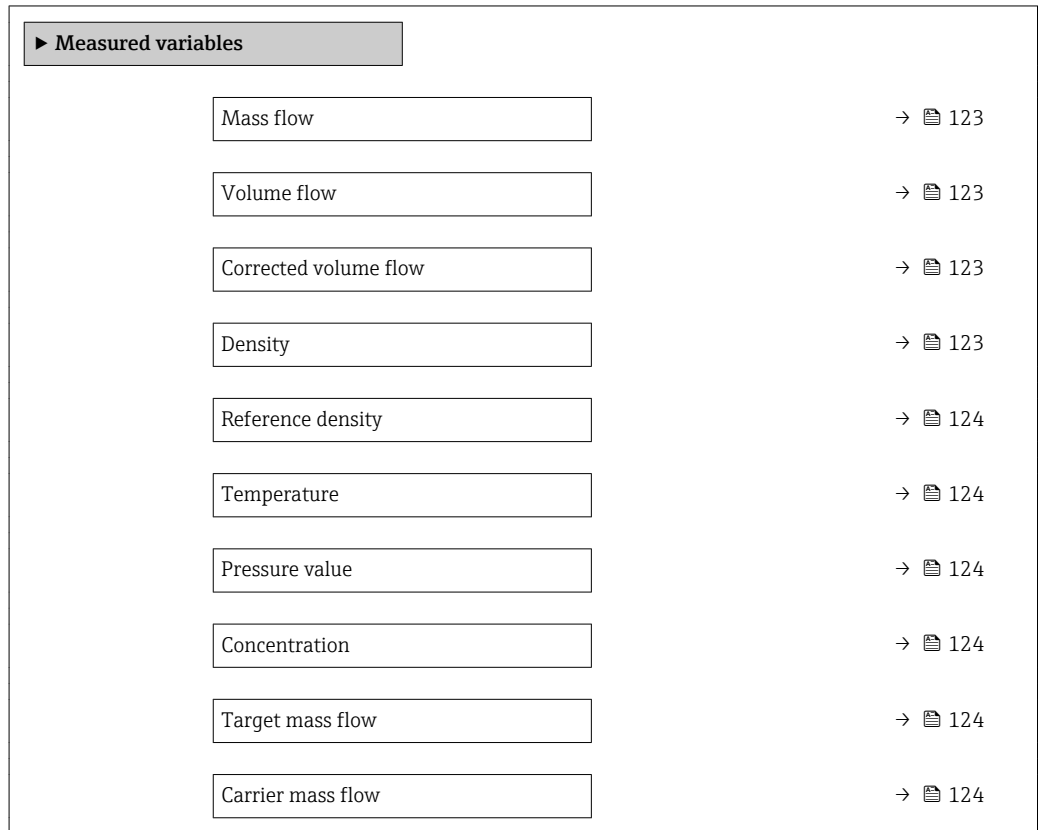 ▶ Measured variables
Mass flow → 🖹 123
Volume flow → 🖹 123
Corrected volume flow → 🖹 123
Density → 🖹 123
Reference density → 🖹 124
Temperature → 🖹 124
Pressure value → 🖹 124
Concentration → 🖹 124
Target mass flow → 🖹 124
Carrier mass flow → 🖹 124